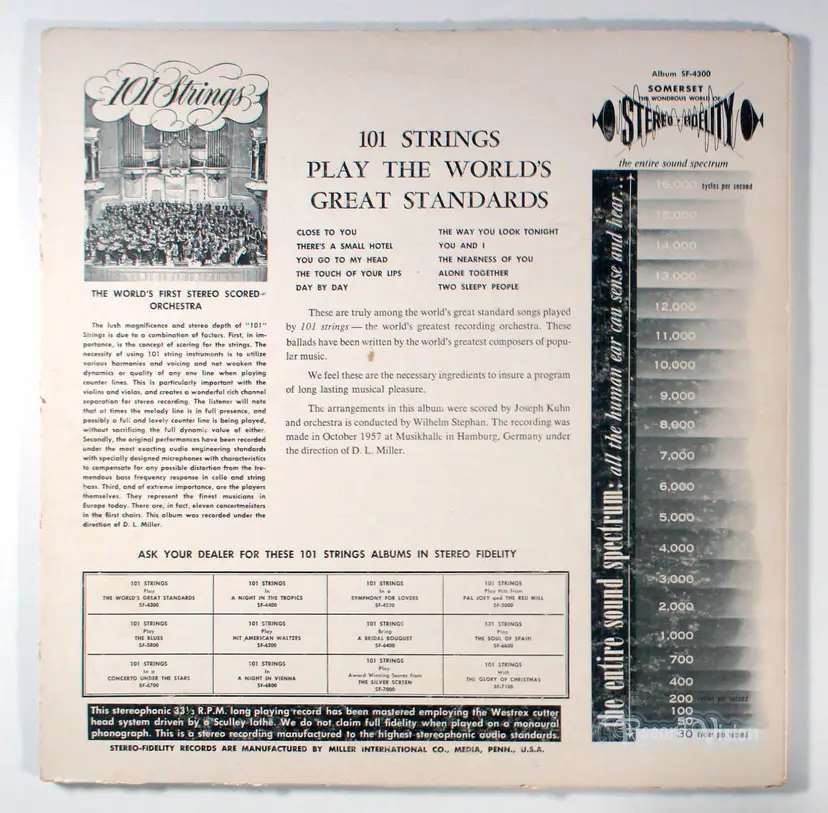 101 Strings
THE WORLD'S FIRST STEREO SCORED-
ORCHESTRA
The lush magnificence and stereo depth of "101"
Strings is due to a combination of factors. First, in im-
portance, is the concept of scoring for the strings. The
necessity of using 101 string instruments is to utilize
various harmonies and voicing and not weaken the
dynamics or quality of any one line when playing
counter lines. This is particularly important with the
violins and violas, and creates a wonderful rich channel
separation for stereo recording. The listener will note
that at times the melody line is in full presence, and
possibly a full and lovely counter line is being played,
without sacrificing the full dynamic value of either.
Secondly, the original performances have been recorded
under the most exacting audio engineering standards
with specially designed microphones with characteristics
to compensate for any possible distortion from the tre-
mendous bass frequency response in cello and string
bass. Third, and of extreme importance, are the players
themselves. They represent the finest musicians in
Europe today. There are, in fact, eleven concertmeisters
in the first chairs. This album was recorded under the
direction of D. L. Miller.
101 STRINGS
PLAY THE WORLD'S
GREAT STANDARDS
CLOSE TO YOU
THERE'S A SMALL HOTEL
YOU GO TO MY HEAD
THE TOUCH OF YOUR LIPS
DAY BY DAY
THE WAY YOU LOOK TONIGHT
YOU AND I
THE NEARNESS OF YOU
ALONE TOGETHER
TWO SLEEPY PEOPLE
These are truly among the world's great standard songs played
by 101 strings — the world's greatest recording orchestra. These
ballads have been written by the world's greatest composers of popu-
lar music.
We feel these are the necessary ingredients to insure a program
of long lasting musical pleasure.
The arrangements in this album were scored by Joseph Kuhn
and orchestra is conducted by Wilhelm Stephan. The recording was
made in October 1957 at Musikhalle in Hamburg, Germany under
the direction of D. L. Miller.
ASK YOUR DEALER FOR THESE 101 STRINGS ALBUMS IN STEREO FIDELITY
101 STRINGS
Play
THE WORLD'S GREAT STANDARDS
SF-4300
101 STRINGS
In
A NIGHT IN THE TROPICS
SF-4400
101 STRINGS
In a
SYMPHONY FOR LOVERS
101 STRINGS
Play Hits from
PAL JOEY and THE RED MILL
SF-5000
101 STRINGS
Play
THE BLUES
SF-5800
101 STRINGS
Play
HIT AMERICAN WALTZES
SF-6200
101 STRINGS
Bring
A BRIDAL BOUQUET
SF-6400
101 STRINGS
Play
THE SOUL OF SPAIN
SF-6600
101 STRINGS
In a
CONCERTO UNDER THE STARS
SF-6700
101 STRINGS
In
A NIGHT IN VIENNA
SF-6800
101 STRINGS
Play
Award Winning Scores from
THE SILVER SCREEN
SF-7000
101 STRINGS
With
THE GLORY OF CHRISTMAS
SF-7100
This stereophonic 33⅓ R.P.M. long playing record has been mastered employing the Westrex cutter
head system driven by a Sculley lathe. We do not claim full fidelity when played on a monaural
phonograph. This is a stereo recording manufactured to the highest stereophonic audio standards.
STEREO-FIDELITY RECORDS ARE MANUFACTURED BY MILLER INTERNATIONAL CO., MEDIA, PENN., U.S.A.
Album SF-4300
SOMERSET
THE WONDROUS WORLD OF
STEREO-FIDELITY
the entire sound spectrum
the entire sound spectrum: all the human ear can sense and hear...
16,000 cycles per second
15,000
14,000
13,000
12,000
11,000
10,000
9,000
8,000
7,000
6,000
5,000
4,000
3,000
2,000
1,000
700
400
200 cycles per second
100
30 cycles per second